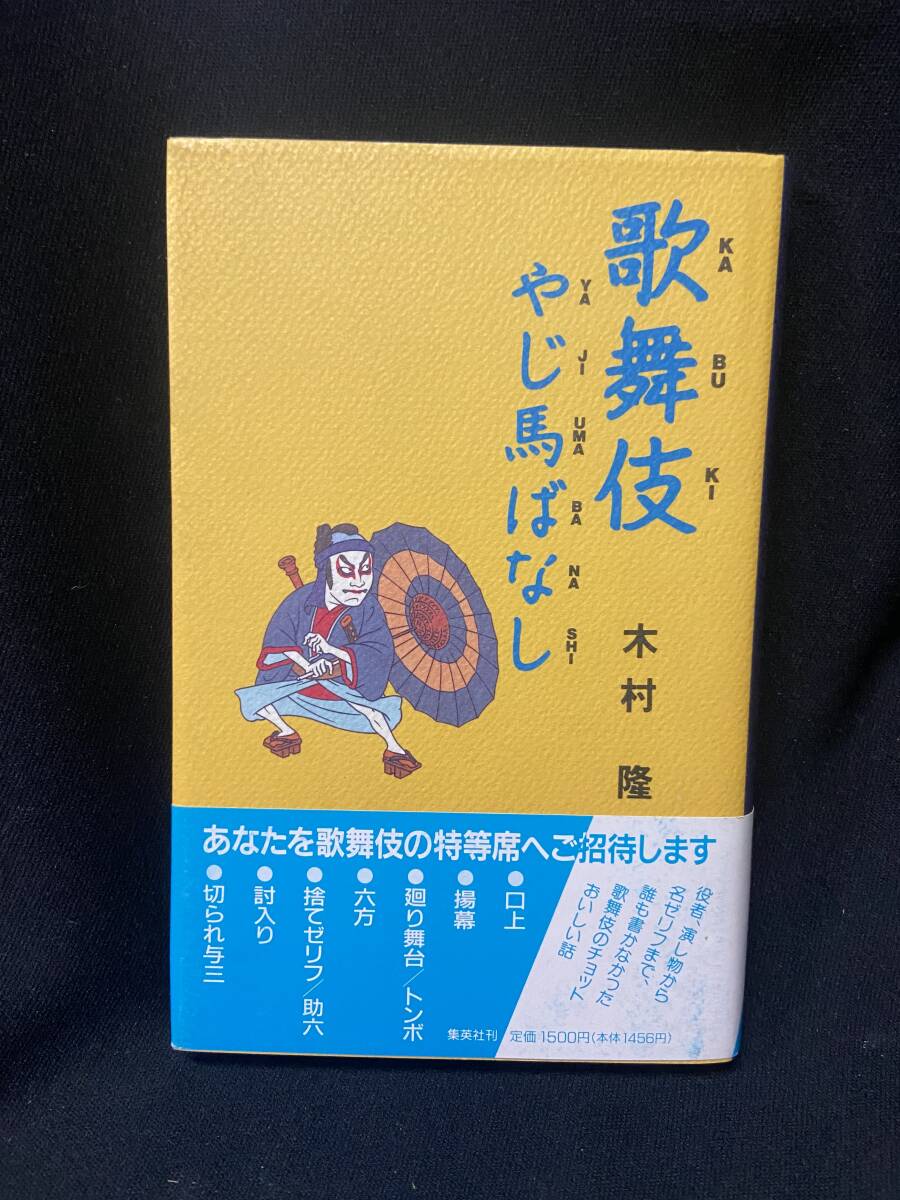 歌舞伎
KA BU KI
やじ馬ばなし
YA JI UMA BA NA SHI
木村 隆
あなたを歌舞伎の特等席へご招待します
●口上
●揚幕
●廻り舞台/トンボ
●六方
●捨てゼリフ/助六
●討入り
●切られ与三
役者、演し物から
名ゼリフまで、
誰も書かなかった
歌舞伎のチョット
おいしい話
集英社刊
定価1500円(本体1456円)